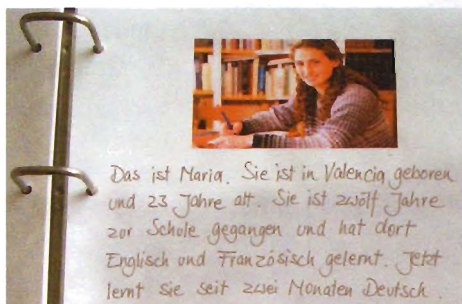 Das ist Maria. Sie ist in Valencia geboren
und 23 Jahre alt. Sie ist zwölf Jahre
zur Schule gegangen und hat dort
Englisch und Französisch gelernt. Jetzt
lernt sie seit zwei Monaten Deutsch.